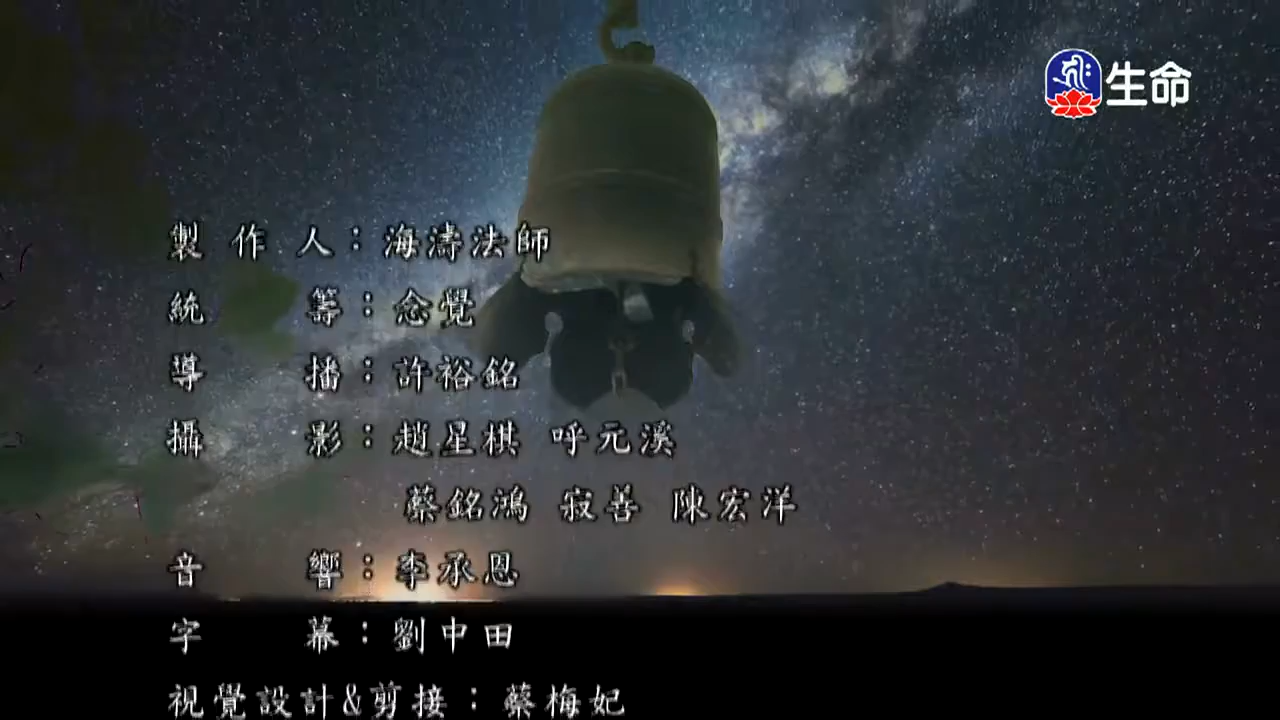 生命
製作人：海濤法師
統籌：念覺
導播：許裕銘
攝影：趙星棋 呼元溪
蔡銘鴻 寂善 陳宏洋
音響：李承恩
字幕：劉中田
視覺設計&剪接：蔡梅妃